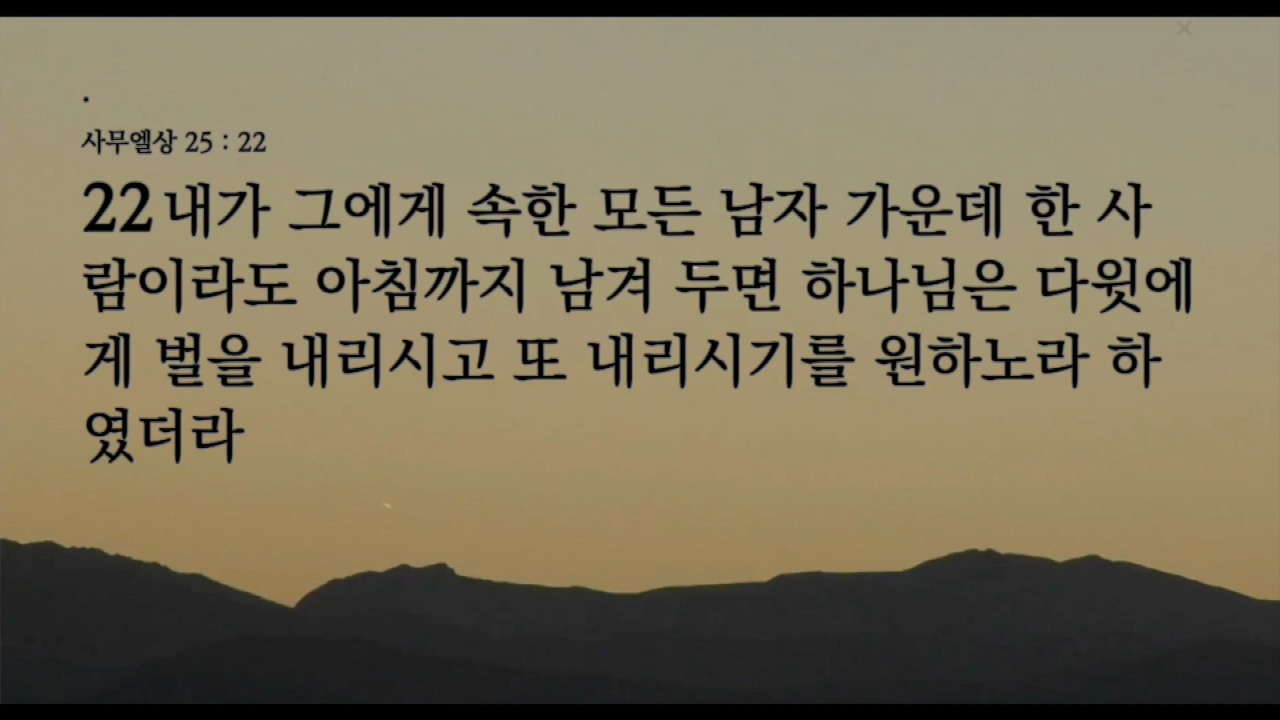 .
사무엘상 25 : 22
22 내가 그에게 속한 모든 남자 가운데 한 사
람이라도 아침까지 남겨 두면 하나님은 다윗에
게 벌을 내리시고 또 내리시기를 원하노라 하
였더라